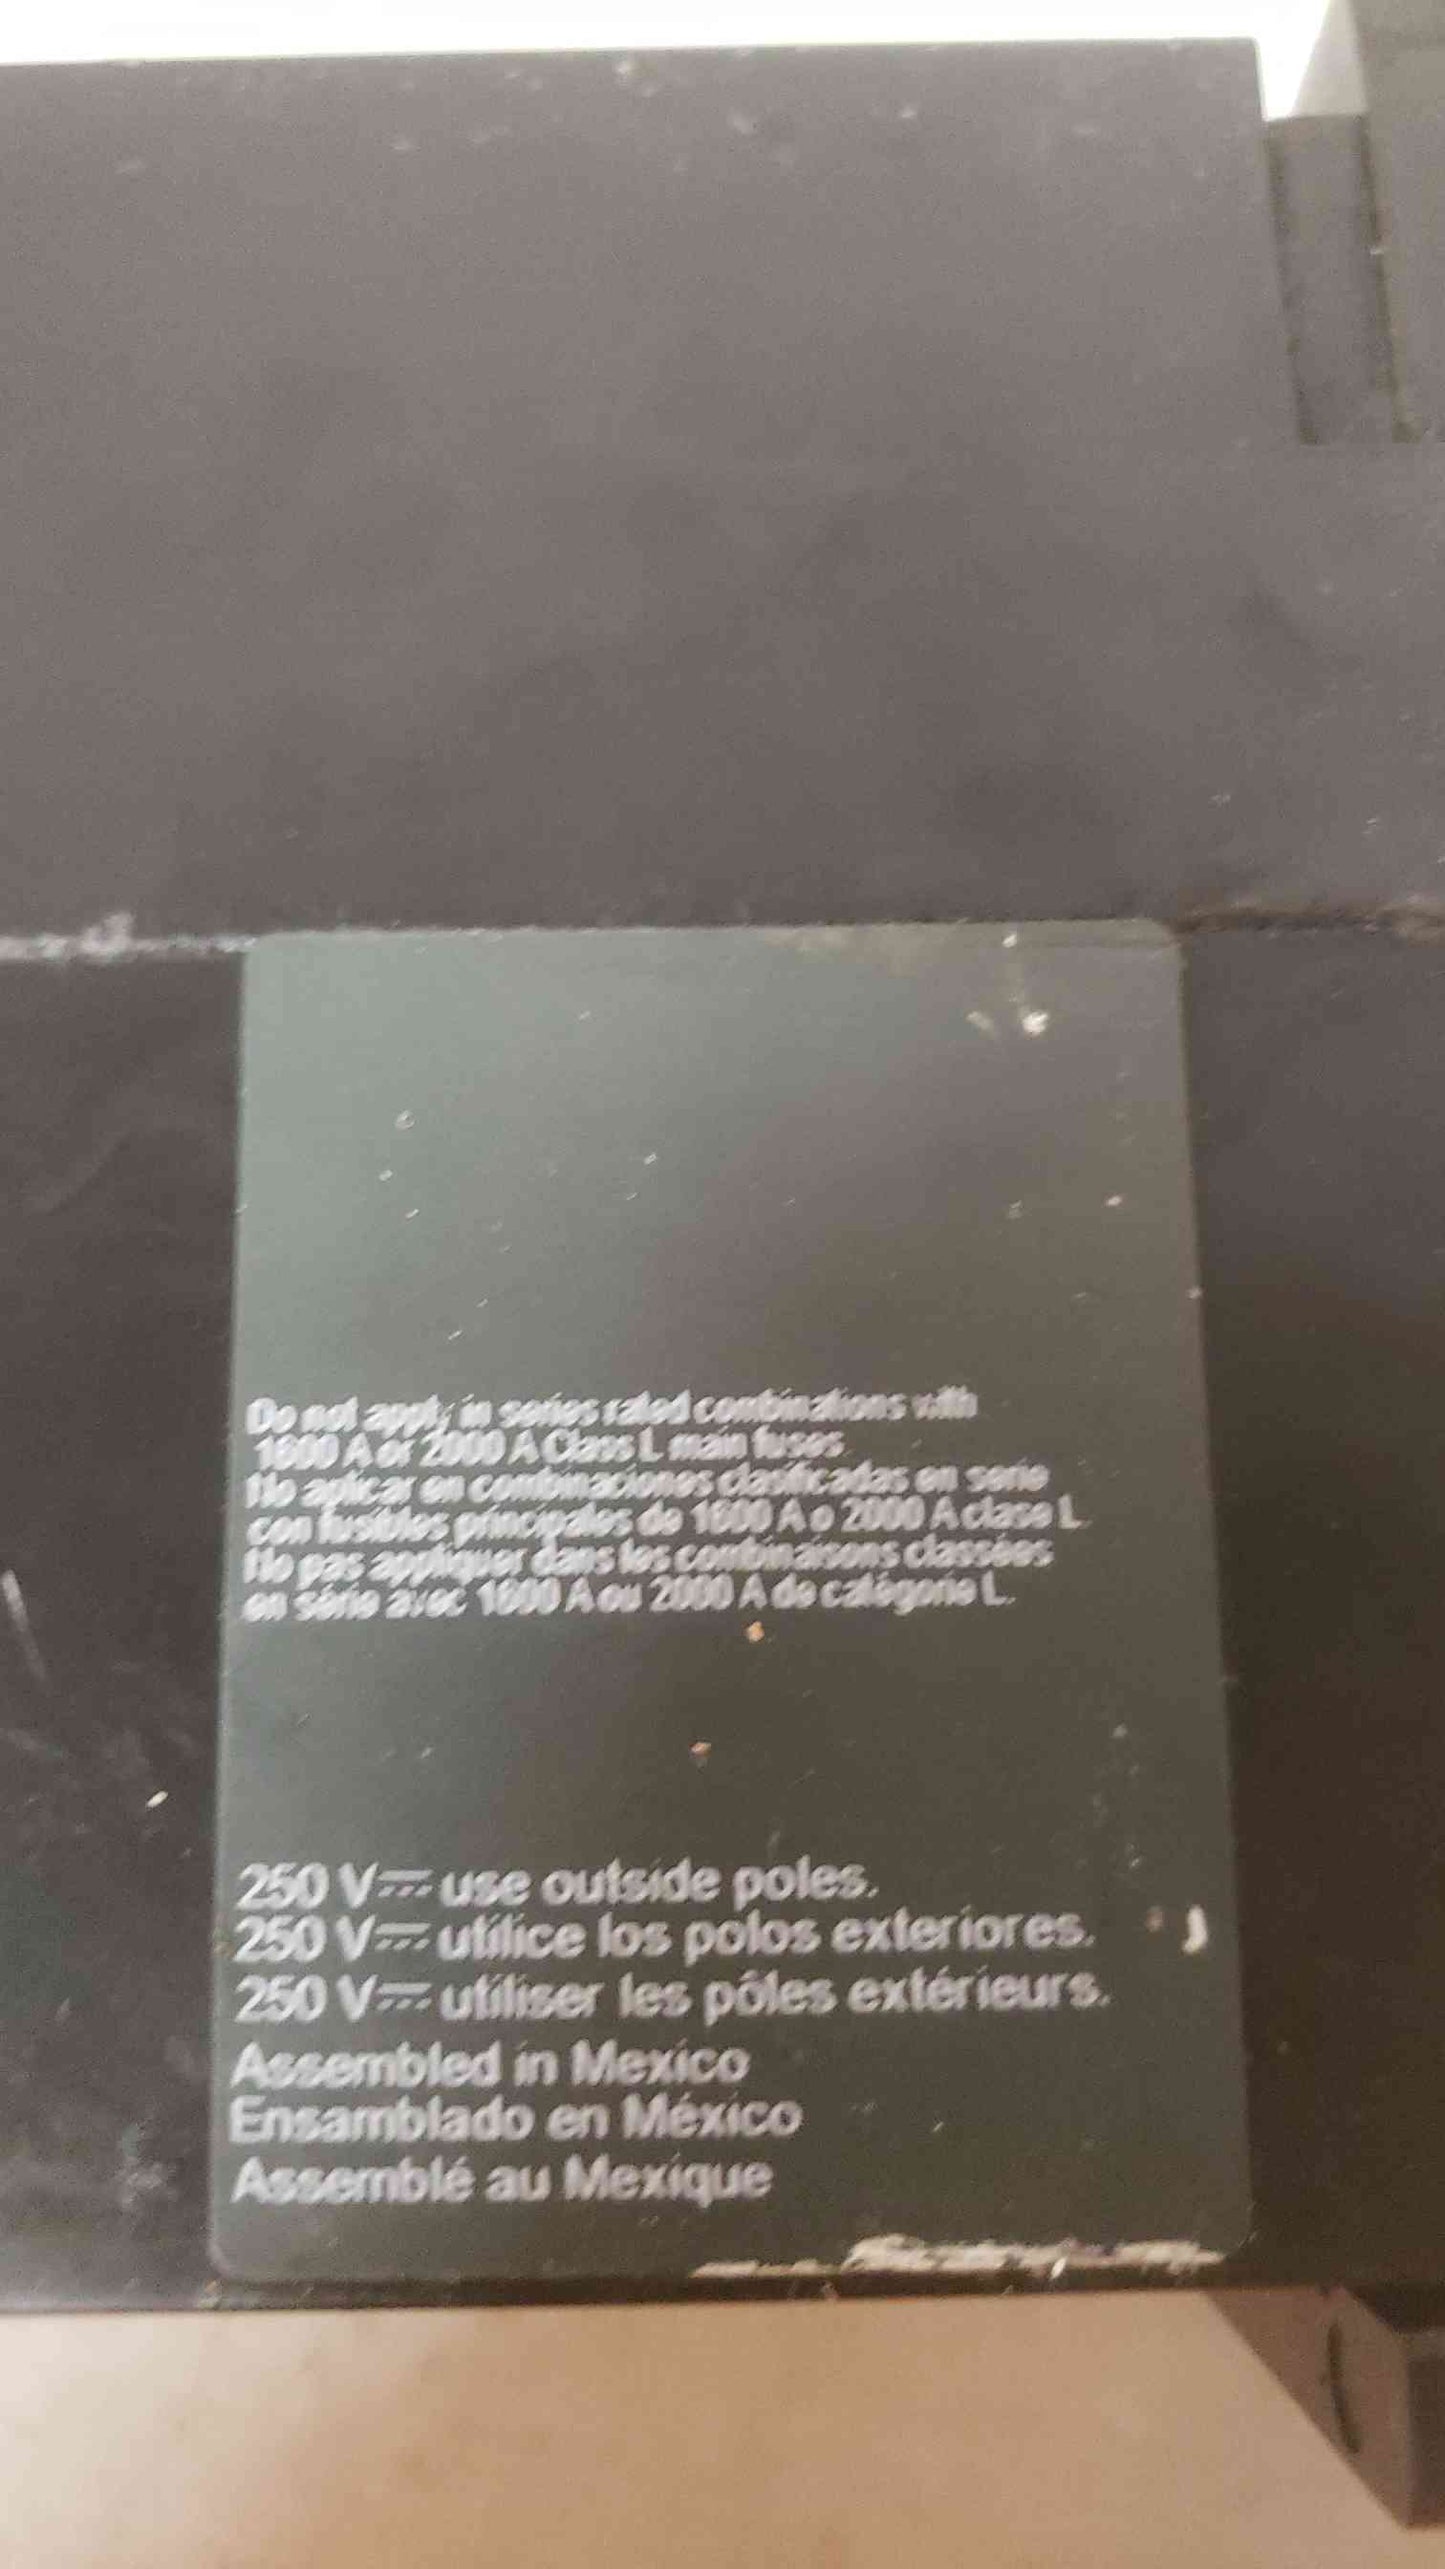 Do not apply in series rated combinations with
1600 A or 2000 A Class L main fuses
No aplicar en combinaciones clasificadas en serie
con fusibles principales de 1600 A o 2000 A clase L.
No pas appliquer dans les combinaisons classées
en série avec 1600 A ou 2000 A de catégorie L.
250 V⎓ use outside poles.
250 V⎓ utilice los polos exteriores.
250 V⎓ utiliser les pôles extérieurs.
Assembled in Mexico
Ensamblado en México
Assemblé au Mexique